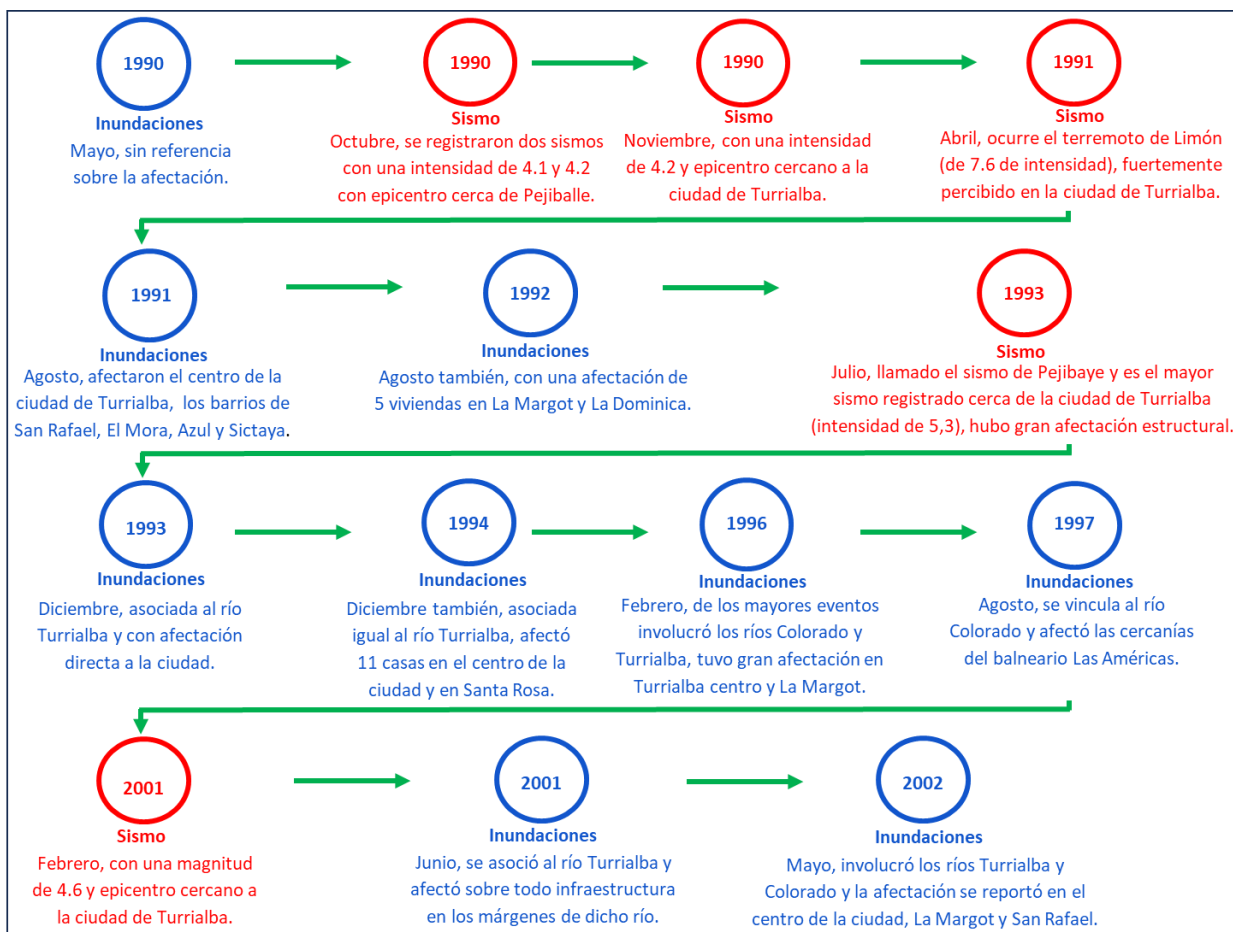 1990
Inundaciones
Mayo, sin referencia
sobre la afectación.
1990
Sismo
Octubre, se registraron dos sismos
con una intensidad de 4.1 y 4.2
con epicentro cerca de Pejiballe.
1990
Sismo
Noviembre, con una intensidad
de 4.2 y epicentro cercano a la
ciudad de Turrialba.
1991
Sismo
Abril, ocurre el terremoto de Limón
(de 7.6 de intensidad), fuertemente
percibido en la ciudad de Turrialba.
1991
Inundaciones
Agosto, afectaron el centro de la
ciudad de Turrialba, los barrios de
San Rafael, El Mora, Azul y Sictaya.
1992
Inundaciones
Agosto también, con una afectación de
5 viviendas en La Margot y La Dominica.
1993
Sismo
Julio, llamado el sismo de Pejibaye y es el mayor
sismo registrado cerca de la ciudad de Turrialba
(intensidad de 5,3), hubo gran afectación estructural.
1993
Inundaciones
Diciembre, asociada al río
Turrialba y con afectación
directa a la ciudad.
1994
Inundaciones
Diciembre también, asociada
igual al río Turrialba, afectó
11 casas en el centro de la
ciudad y en Santa Rosa.
1996
Inundaciones
Febrero, de los mayores eventos
involucró los ríos Colorado y
Turrialba, tuvo gran afectación en
Turrialba centro y La Margot.
1997
Inundaciones
Agosto, se vincula al río
Colorado y afectó las cercanías
del balneario Las Américas.
2001
Sismo
Febrero, con una magnitud
de 4.6 y epicentro cercano a
la ciudad de Turrialba.
2001
Inundaciones
Junio, se asoció al río Turrialba y
afectó sobre todo infraestructura
en los márgenes de dicho río.
2002
Inundaciones
Mayo, involucró los ríos Turrialba y
Colorado y la afectación se reportó en el
centro de la ciudad, La Margot y San Rafael.